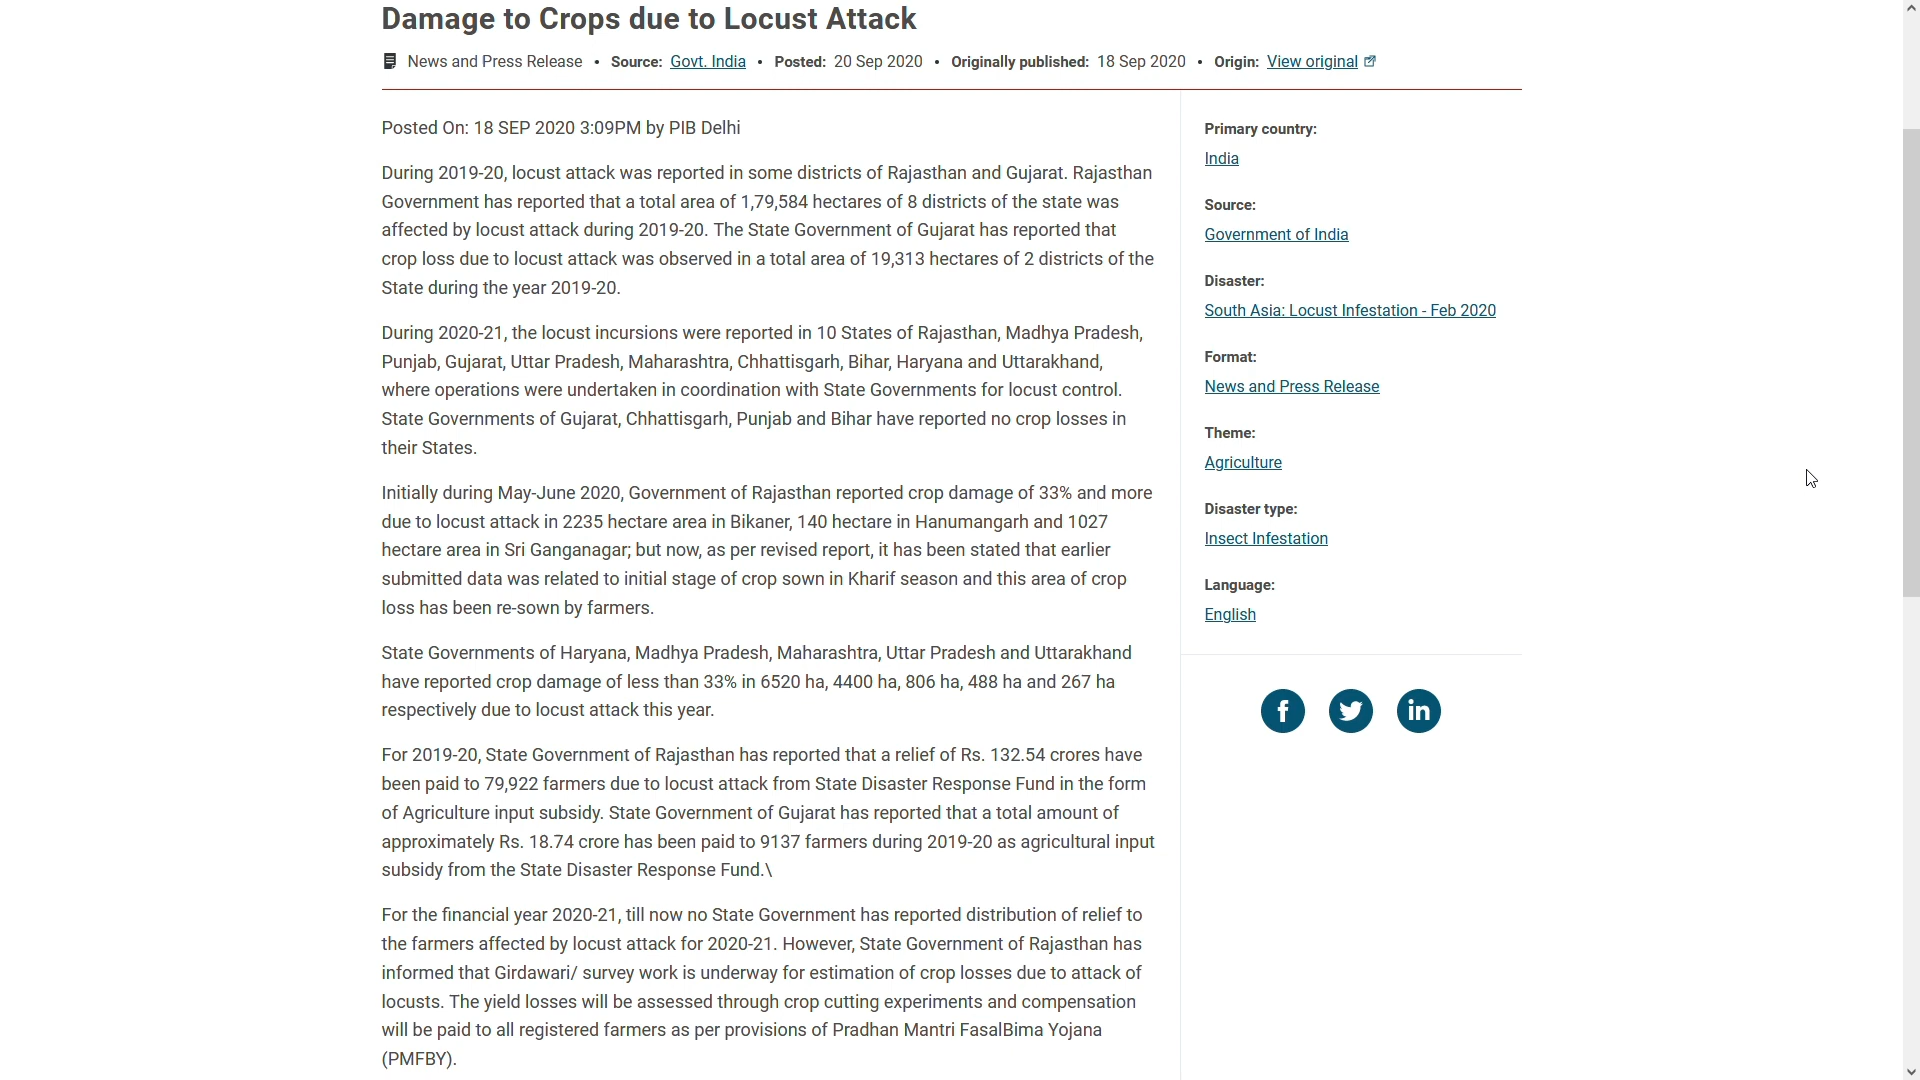 Damage to Crops due to Locust Attack
News and Press Release • Source: Govt. India • Posted: 20 Sep 2020 • Originally published: 18 Sep 2020 • Origin: View original
Posted On: 18 SEP 2020 3:09PM by PIB Delhi
During 2019-20, locust attack was reported in some districts of Rajasthan and Gujarat. Rajasthan
Government has reported that a total area of 1,79,584 hectares of 8 districts of the state was
affected by locust attack during 2019-20. The State Government of Gujarat has reported that
crop loss due to locust attack was observed in a total area of 19,313 hectares of 2 districts of the
State during the year 2019-20.
During 2020-21, the locust incursions were reported in 10 States of Rajasthan, Madhya Pradesh,
Punjab, Gujarat, Uttar Pradesh, Maharashtra, Chhattisgarh, Bihar, Haryana and Uttarakhand,
where operations were undertaken in coordination with State Governments for locust control.
State Governments of Gujarat, Chhattisgarh, Punjab and Bihar have reported no crop losses in
their States.
Initially during May-June 2020, Government of Rajasthan reported crop damage of 33% and more
due to locust attack in 2235 hectare area in Bikaner, 140 hectare in Hanumangarh and 1027
hectare area in Sri Ganganagar; but now, as per revised report, it has been stated that earlier
submitted data was related to initial stage of crop sown in Kharif season and this area of crop
loss has been re-sown by farmers.
State Governments of Haryana, Madhya Pradesh, Maharashtra, Uttar Pradesh and Uttarakhand
have reported crop damage of less than 33% in 6520 ha, 4400 ha, 806 ha, 488 ha and 267 ha
respectively due to locust attack this year.
For 2019-20, State Government of Rajasthan has reported that a relief of Rs. 132.54 crores have
been paid to 79,922 farmers due to locust attack from State Disaster Response Fund in the form
of Agriculture input subsidy. State Government of Gujarat has reported that a total amount of
approximately Rs. 18.74 crore has been paid to 9137 farmers during 2019-20 as agricultural input
subsidy from the State Disaster Response Fund.\
For the financial year 2020-21, till now no State Government has reported distribution of relief to
the farmers affected by locust attack for 2020-21. However, State Government of Rajasthan has
informed that Girdawari/ survey work is underway for estimation of crop losses due to attack of
locusts. The yield losses will be assessed through crop cutting experiments and compensation
will be paid to all registered farmers as per provisions of Pradhan Mantri FasalBima Yojana
(PMFBY).
Primary country:
India
Source:
Government of India
Disaster:
South Asia: Locust Infestation - Feb 2020
Format:
News and Press Release
Theme:
Agriculture
Disaster type:
Insect Infestation
Language:
English
f
in